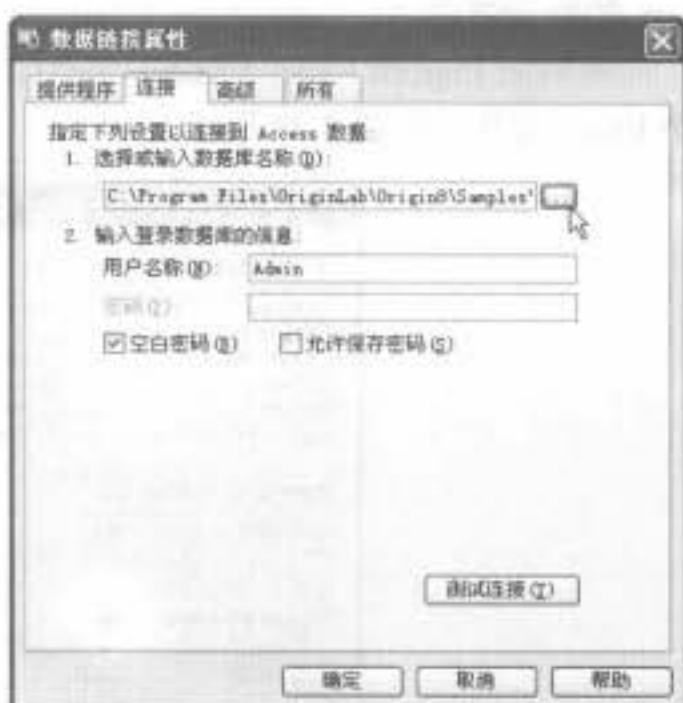 数据链接属性
提供程序 连接 高级 所有
指定下列设置以连接到 Access 数据:
1. 选择或输入数据库名称(D):
C:\Program Files\OriginLab\Origin8\Samples\ ...
2. 输入登录数据库的信息:
用户名称(N): Admin
密码(P):
空白密码(B) 允许保存密码(S)
测试连接(T)
确定 取消 帮助